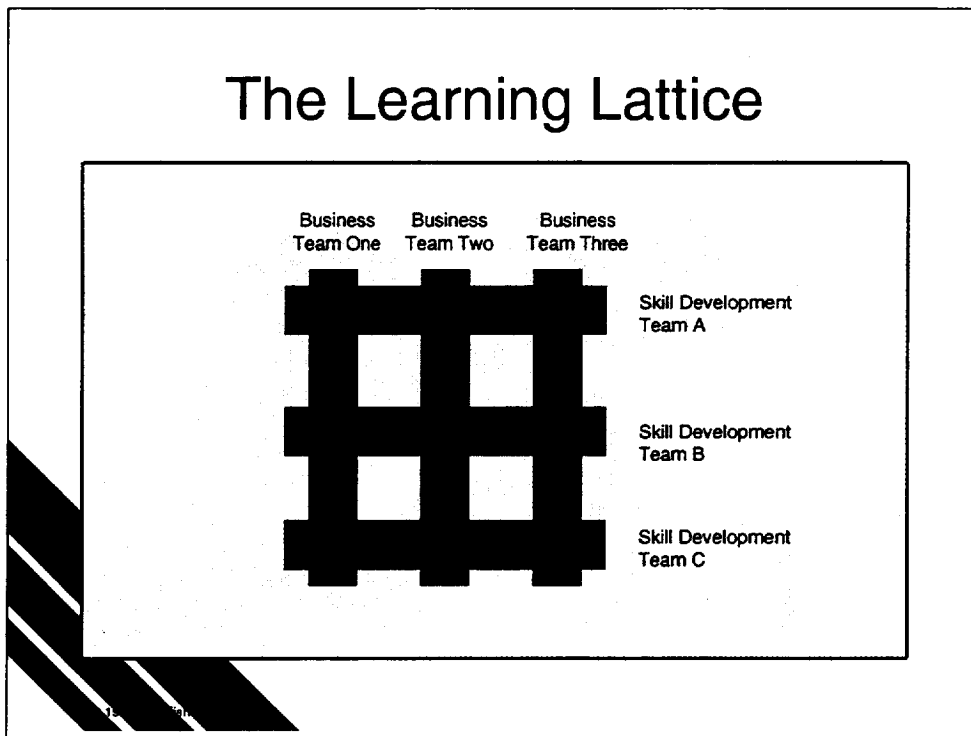 The Learning Lattice
Business
Team One
Business
Team Two
Business
Team Three
Skill Development
Team A
Skill Development
Team B
Skill Development
Team C